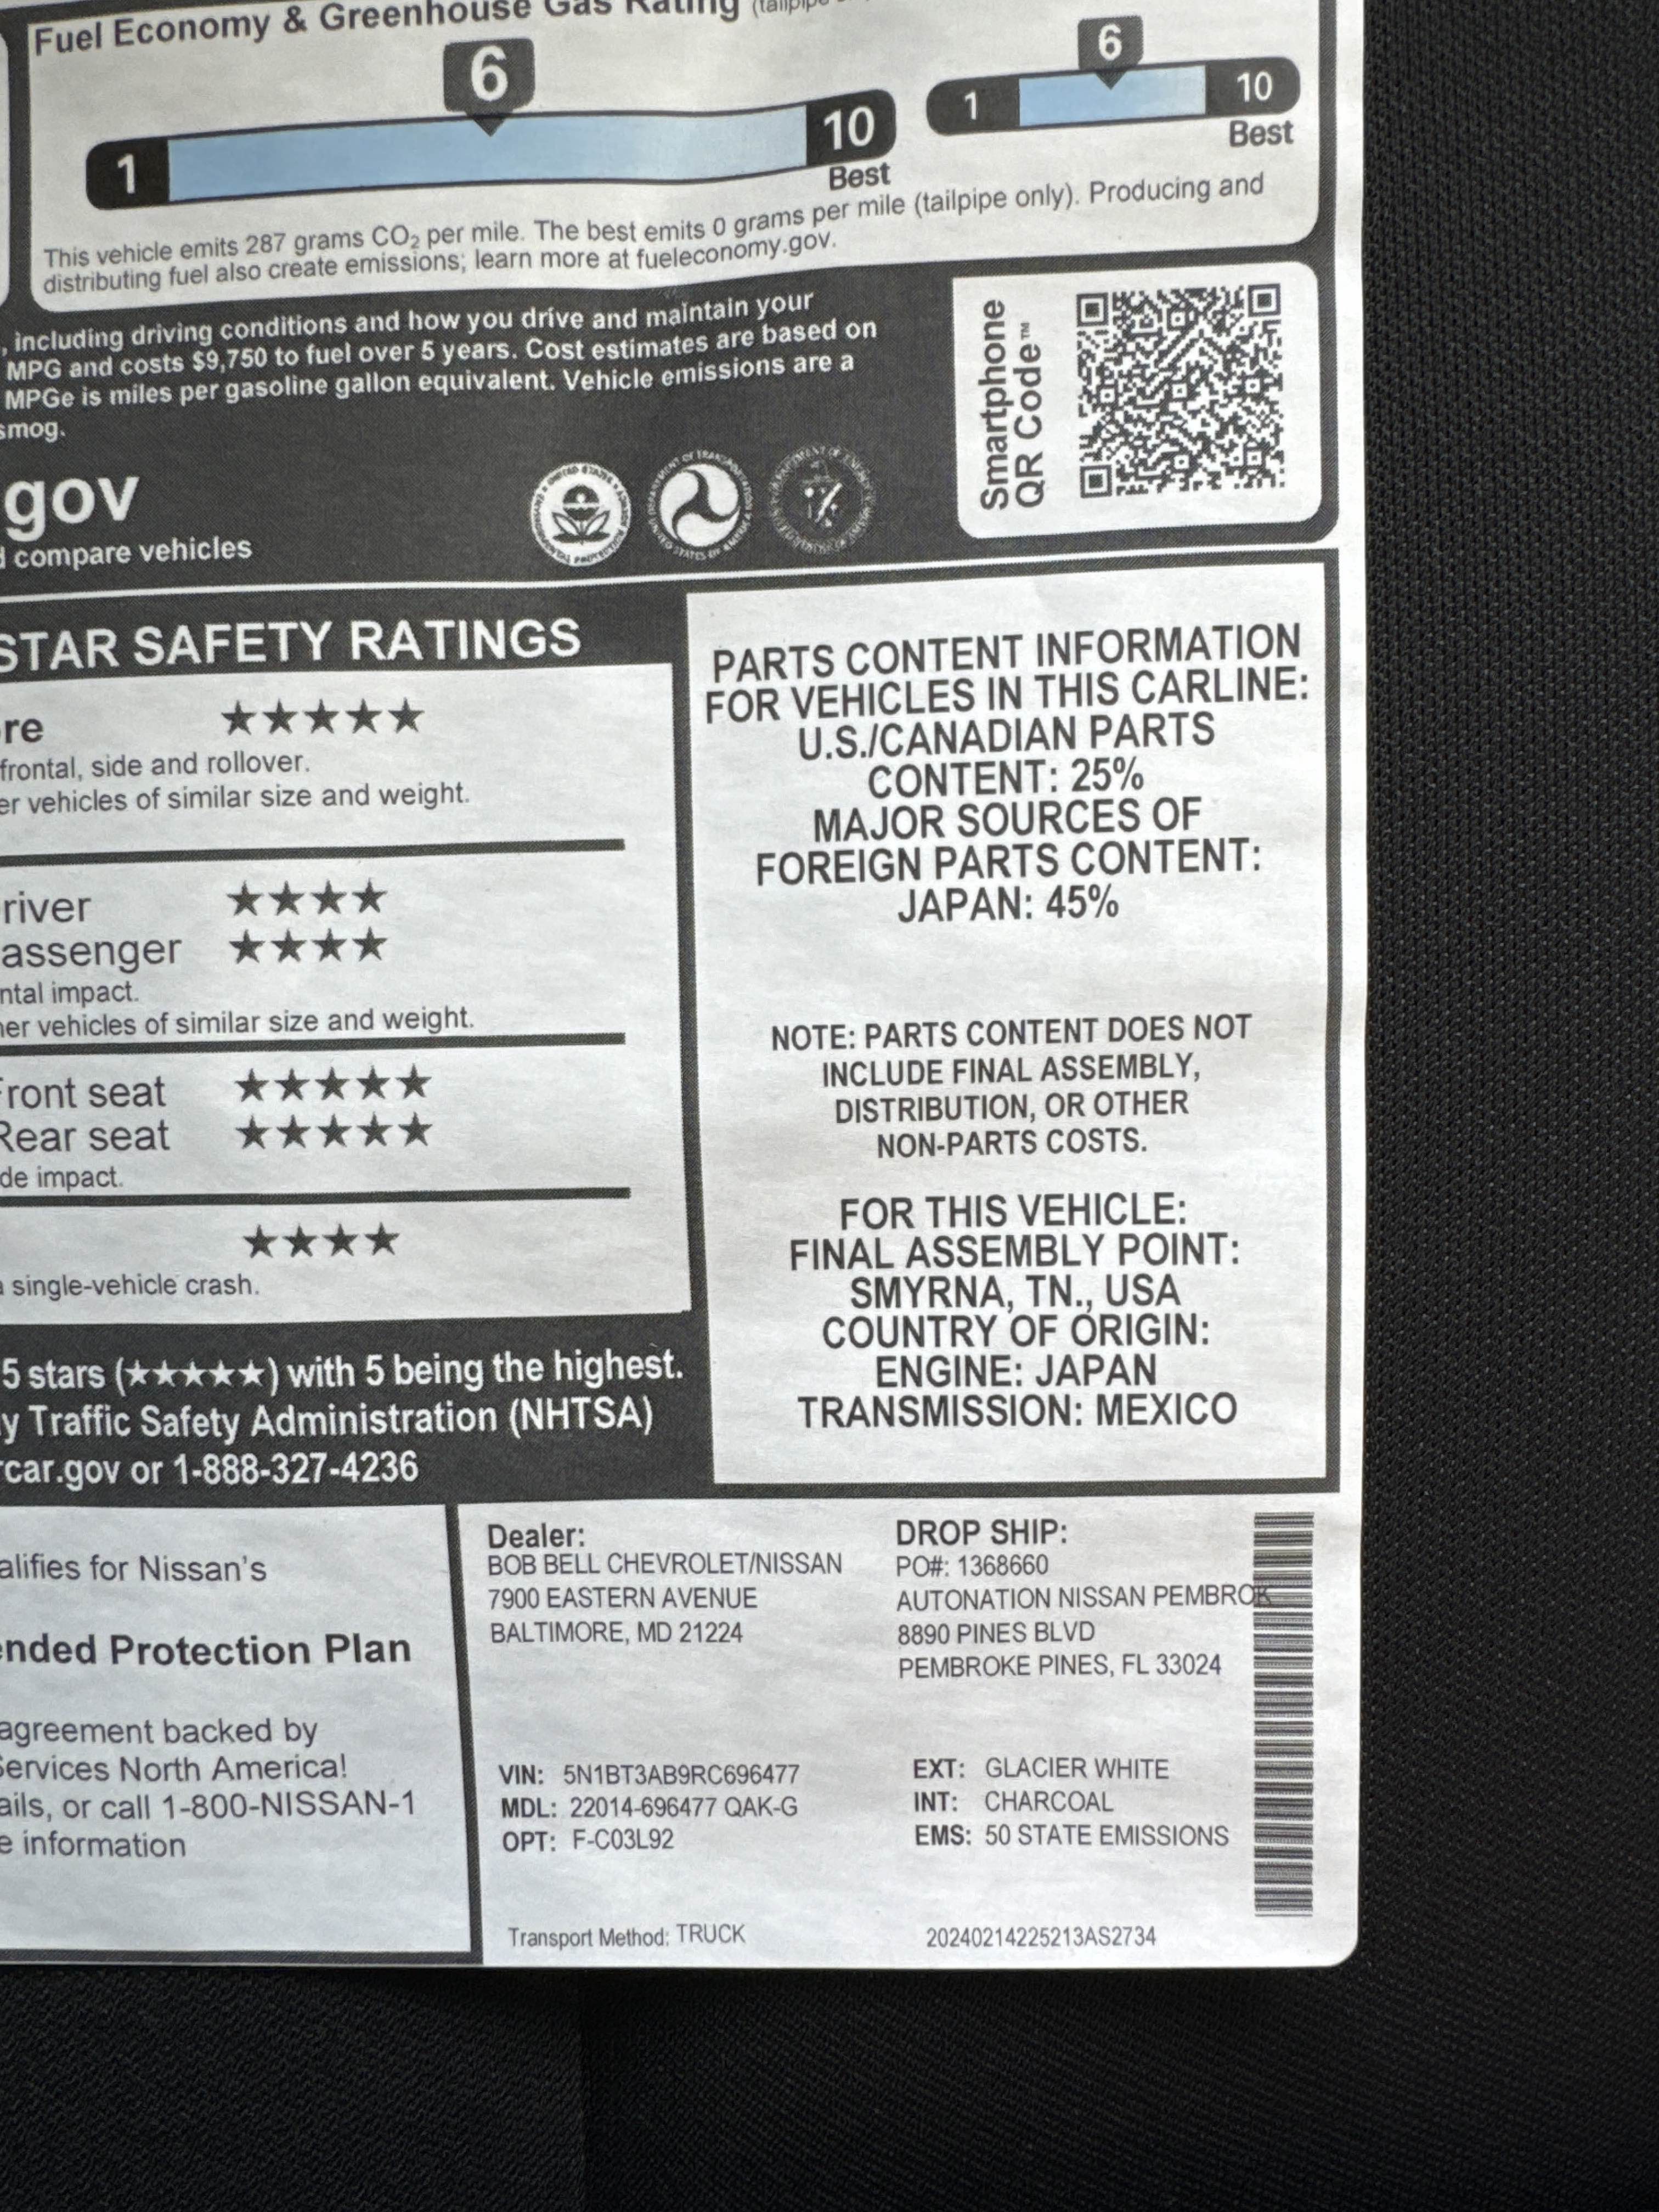 Fuel Economy & Greenhouse Gas Rating (tailpipe
6
1
10
Best
6
1
10
Best
This vehicle emits 287 grams CO₂ per mile. The best emits 0 grams per mile (tailpipe only). Producing and
distributing fuel also create emissions; learn more at fueleconomy.gov.
, including driving conditions and how you drive and maintain your
MPG and costs $9,750 to fuel over 5 years. Cost estimates are based on
MPGe is miles per gasoline gallon equivalent. Vehicle emissions are a
smog.
gov
compare vehicles
Smartphone
QR Code™
STAR SAFETY RATINGS
re ★★★★★
frontal, side and rollover.
er vehicles of similar size and weight.
river ★★★★
assenger ★★★★
ntal impact.
her vehicles of similar size and weight.
Front seat ★★★★★
Rear seat ★★★★★
de impact.
★★★★
a single-vehicle crash.
5 stars (★★★★★) with 5 being the highest.
y Traffic Safety Administration (NHTSA)
rcar.gov or 1-888-327-4236
PARTS CONTENT INFORMATION
FOR VEHICLES IN THIS CARLINE:
U.S./CANADIAN PARTS
CONTENT: 25%
MAJOR SOURCES OF
FOREIGN PARTS CONTENT:
JAPAN: 45%
NOTE: PARTS CONTENT DOES NOT
INCLUDE FINAL ASSEMBLY,
DISTRIBUTION, OR OTHER
NON-PARTS COSTS.
FOR THIS VEHICLE:
FINAL ASSEMBLY POINT:
SMYRNA, TN., USA
COUNTRY OF ORIGIN:
ENGINE: JAPAN
TRANSMISSION: MEXICO
alifies for Nissan's
ended Protection Plan
agreement backed by
Services North America!
ails, or call 1-800-NISSAN-1
e information
Dealer:
BOB BELL CHEVROLET/NISSAN
7900 EASTERN AVENUE
BALTIMORE, MD 21224
DROP SHIP:
PO#: 1368660
AUTONATION NISSAN PEMBROK
8890 PINES BLVD
PEMBROKE PINES, FL 33024
VIN: 5N1BT3AB9RC696477
MDL: 22014-696477 QAK-G
OPT: F-C03L92
EXT: GLACIER WHITE
INT: CHARCOAL
EMS: 50 STATE EMISSIONS
Transport Method: TRUCK
20240214225213AS2734